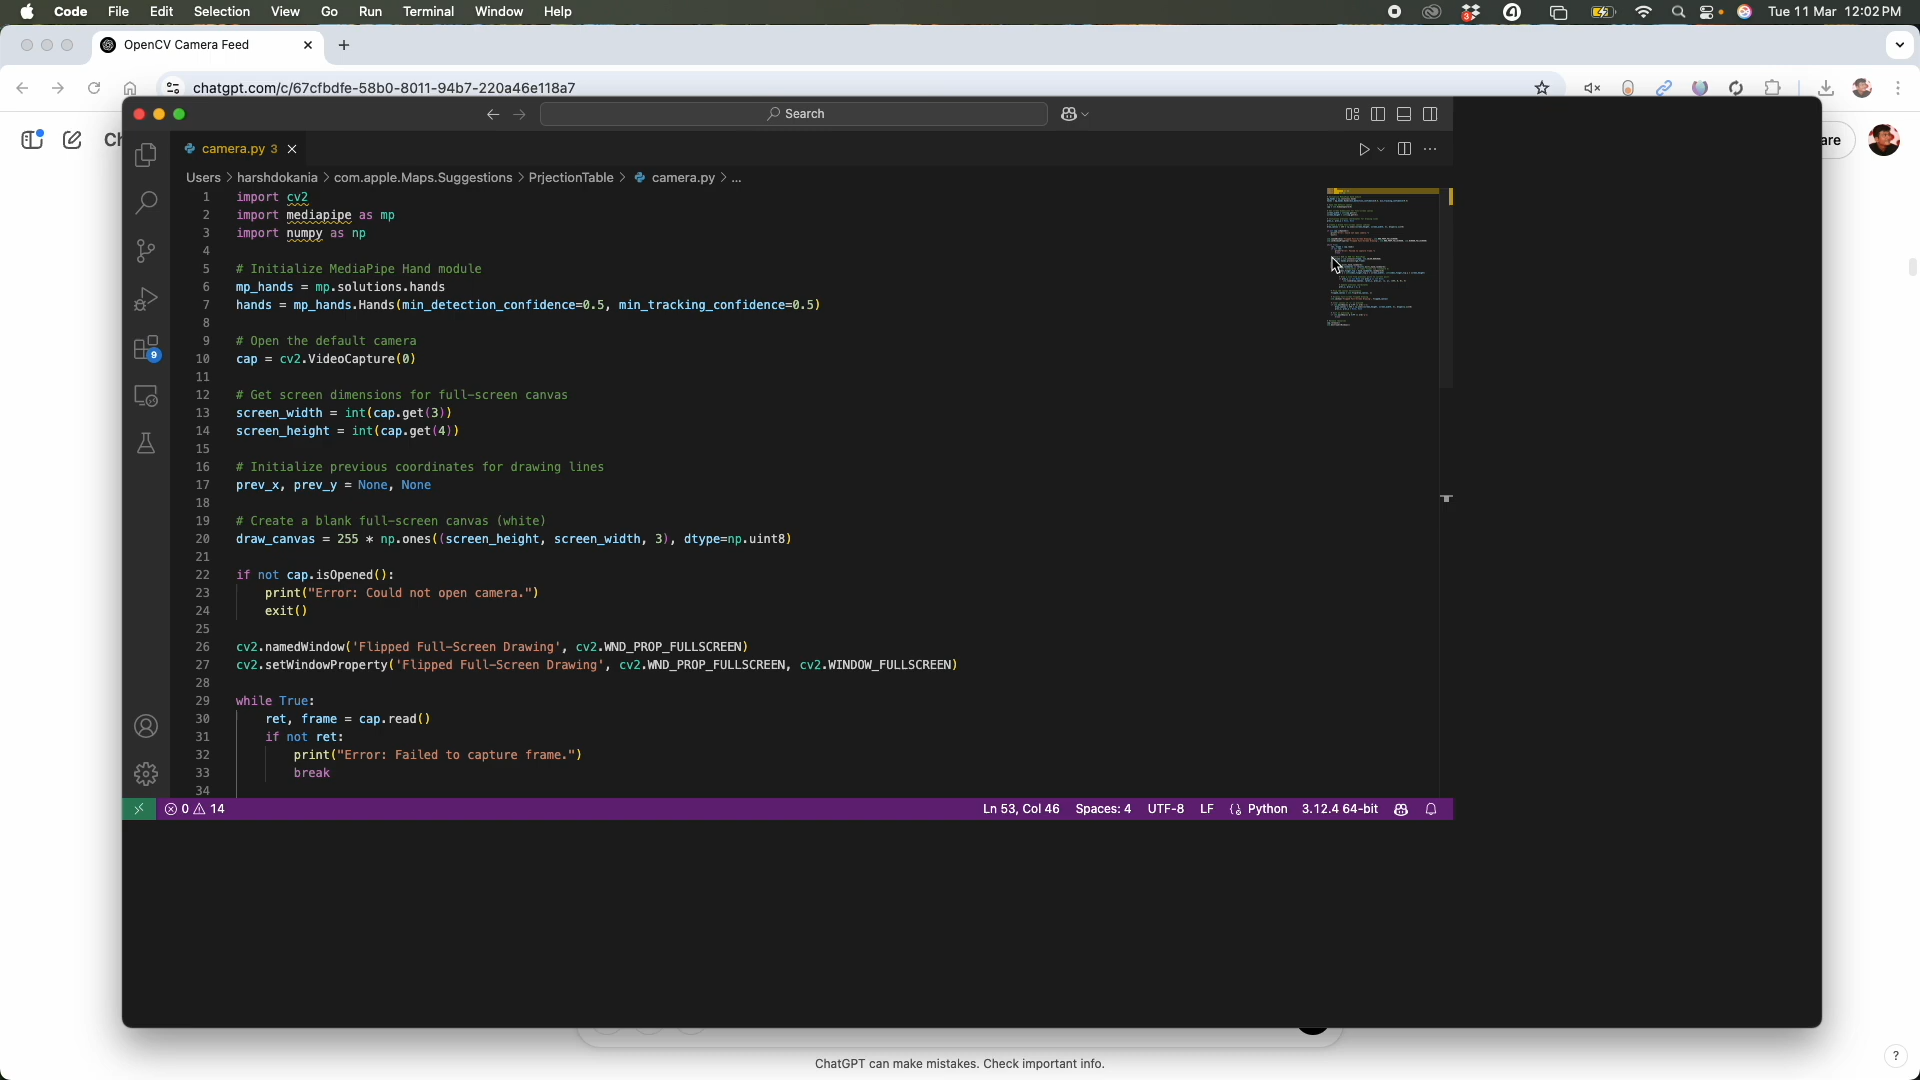 Code File Edit Selection View Go Run Terminal Window Help
3
Tue 11 Mar 12:02 PM
OpenCV Camera Feed
chatgpt.com/c/67cfbdfe-58b0-8011-94b7-220a46e118a7
Ch
are
Search
camera.py 3
Users > harshdokania > com.apple.Maps.Suggestions > PrjectionTable > camera.py > ...
1 import cv2
2 import mediapipe as mp
3 import numpy as np
4
5 # Initialize MediaPipe Hand module
6 mp_hands = mp.solutions.hands
7 hands = mp_hands.Hands(min_detection_confidence=0.5, min_tracking_confidence=0.5)
8
9 # Open the default camera
10 cap = cv2.VideoCapture(0)
11
12 # Get screen dimensions for full-screen canvas
13 screen_width = int(cap.get(3))
14 screen_height = int(cap.get(4))
15
16 # Initialize previous coordinates for drawing lines
17 prev_x, prev_y = None, None
18
19 # Create a blank full-screen canvas (white)
20 draw_canvas = 255 * np.ones((screen_height, screen_width, 3), dtype=np.uint8)
21
22 if not cap.isOpened():
23 print("Error: Could not open camera.")
24 exit()
25
26 cv2.namedWindow('Flipped Full-Screen Drawing', cv2.WND_PROP_FULLSCREEN)
27 cv2.setWindowProperty('Flipped Full-Screen Drawing', cv2.WND_PROP_FULLSCREEN, cv2.WINDOW_FULLSCREEN)
28
29 while True:
30 ret, frame = cap.read()
31 if not ret:
32 print("Error: Failed to capture frame.")
33 break
34
9
0 14
Ln 53, Col 46 Spaces: 4 UTF-8 LF Python 3.12.4 64-bit
ChatGPT can make mistakes. Check important info.
?